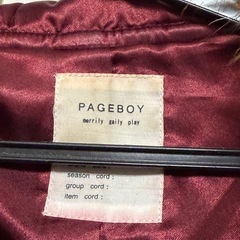 PAGEBOY
merrily gaily play
season cord :
group cord :
item cord :